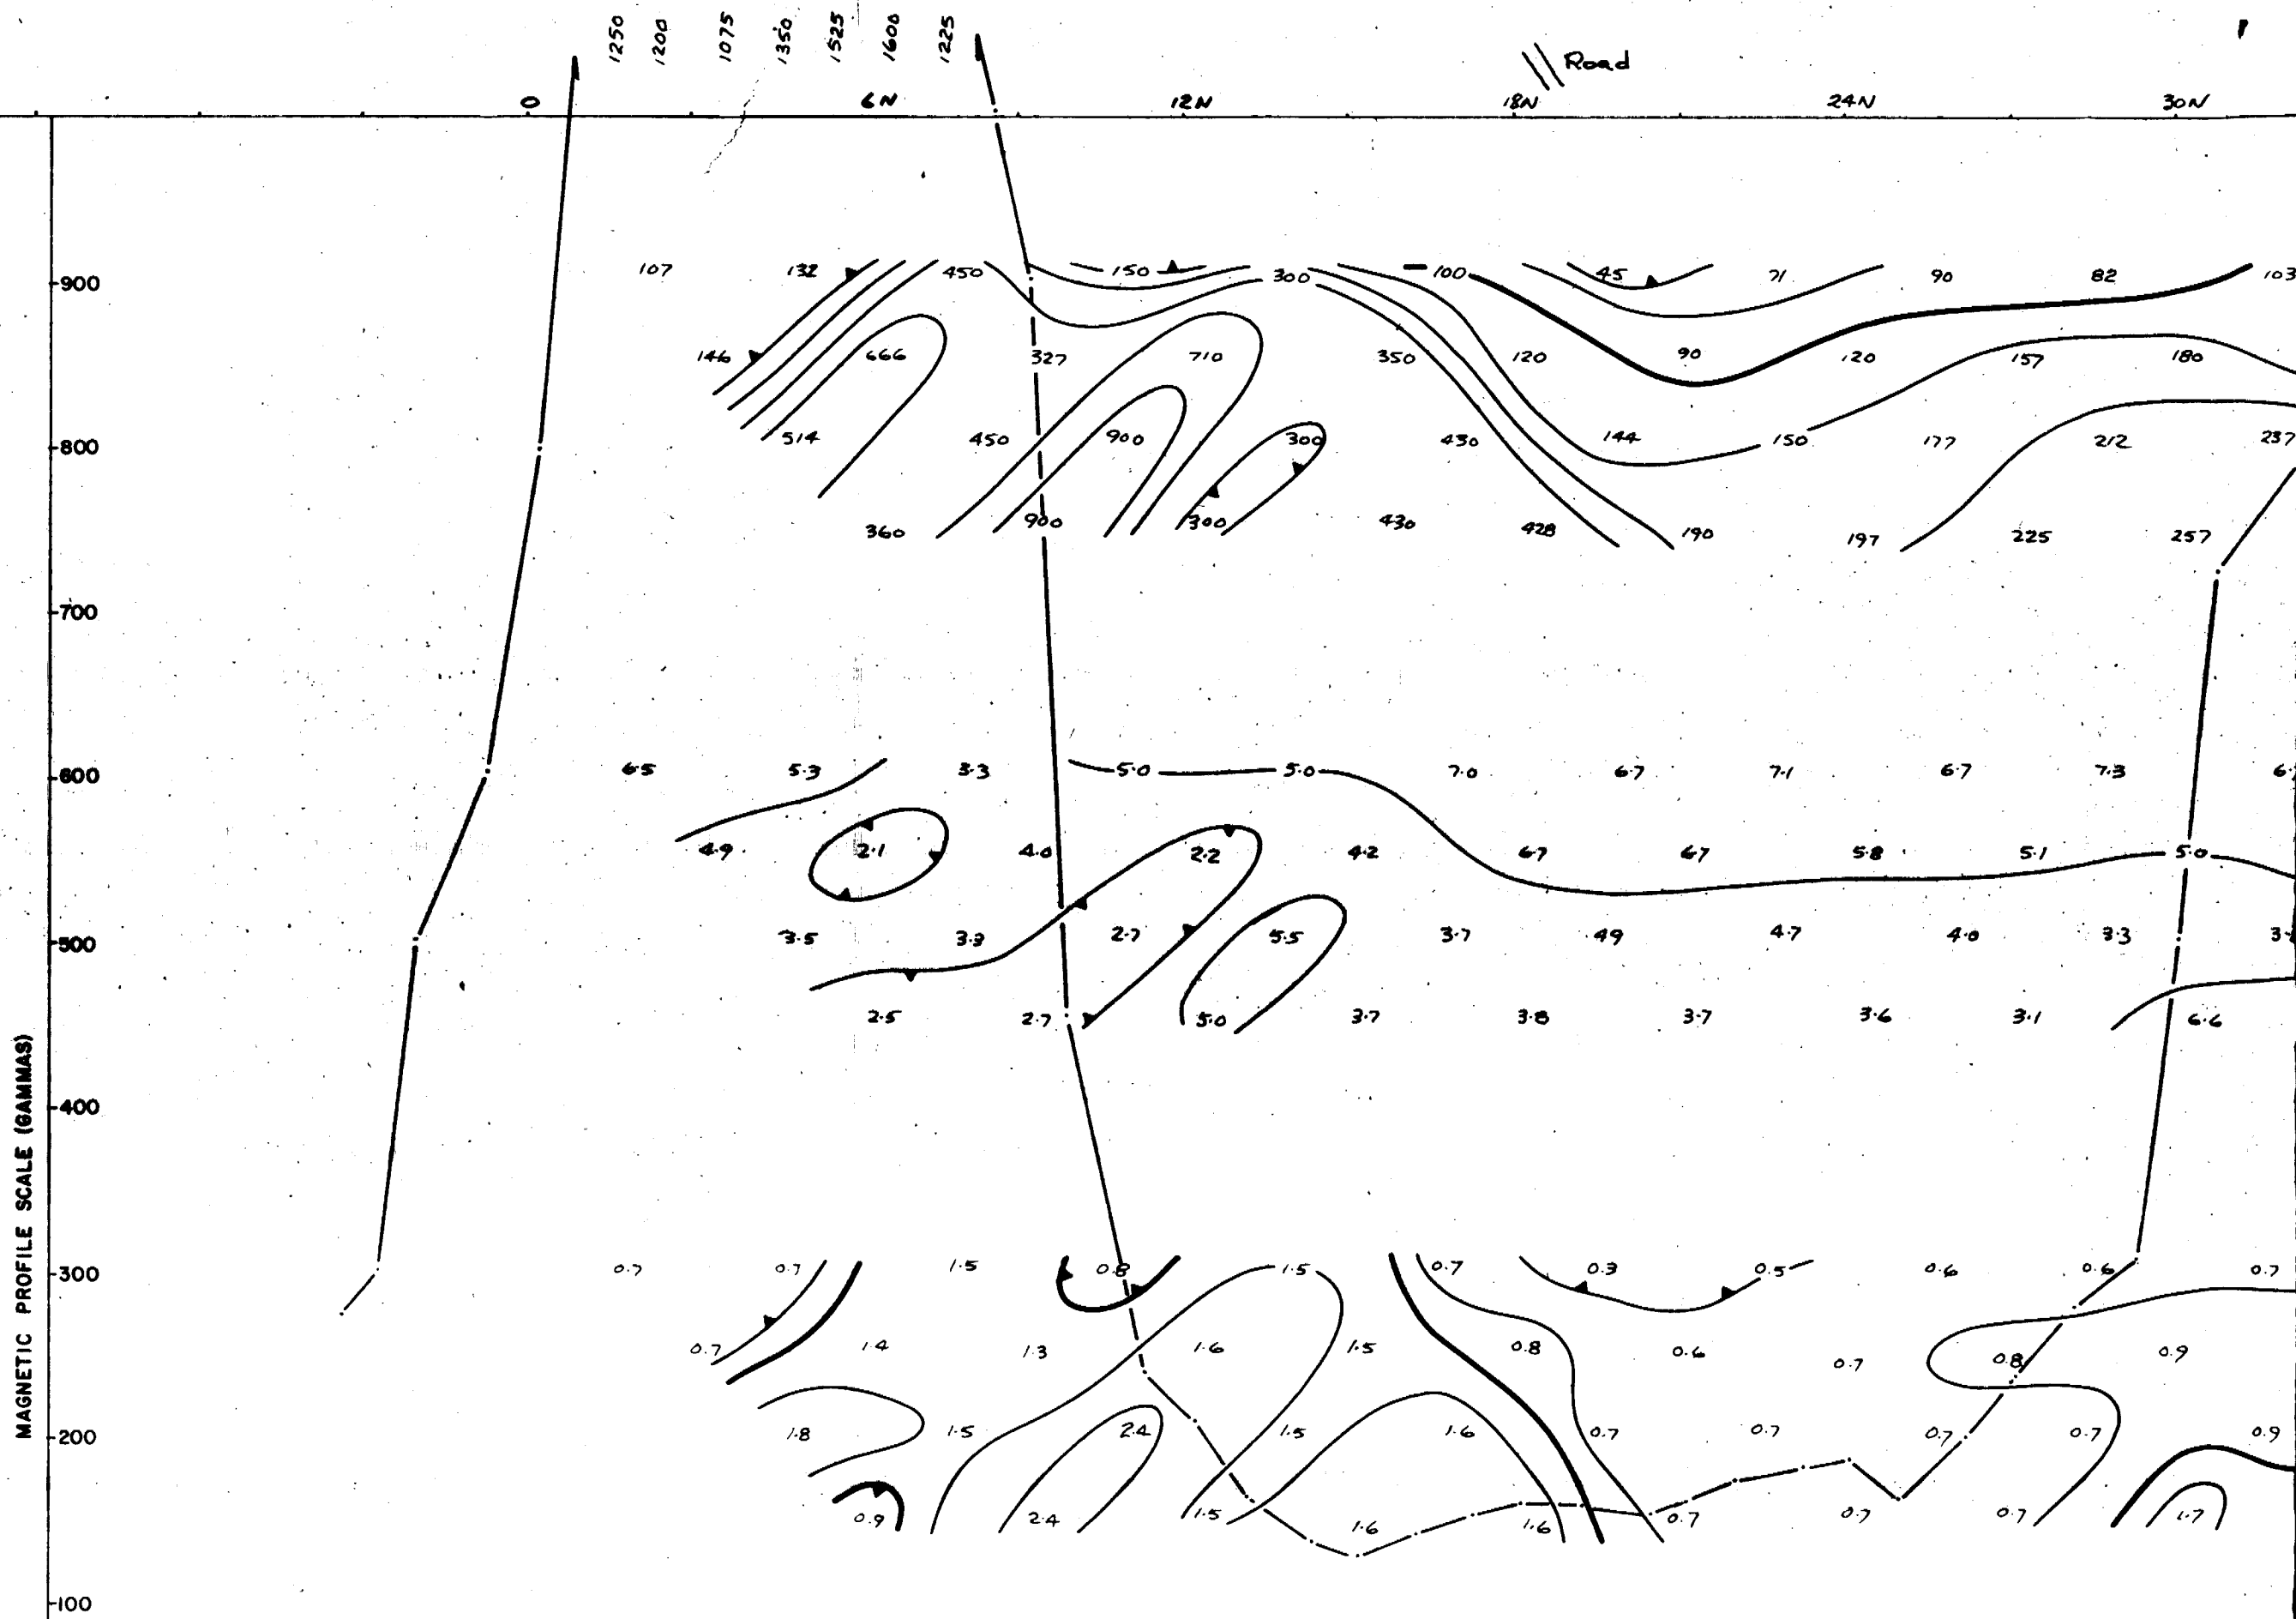 1250 1200 1075 1350 1525 1600 1225
Road
0 6N 12N 18N 24N 30N
900
107 132 450 150 300 100 45 71 90 82 103
146 666 327 710 350 120 90 120 157 180
800
514 450 900 300 430 144 150 177 212 237
360 900 300 430 428 190 197 225 257
700
600
6.5 5.3 3.3 5.0 5.0 7.0 6.7 7.1 6.7 7.3
4.9 2.1 4.0 2.2 4.2 6.7 6.7 5.8 5.1 5.0
500
3.5 3.3 2.7 5.5 3.7 49 4.7 4.0 3.3
2.5 2.7 5.0 3.7 3.8 3.7 3.6 3.1 6.6
400
MAGNETIC PROFILE SCALE (GAMMAS)
300
0.7 0.7 1.5 0.8 1.5 0.7 0.3 0.5 0.6 0.6 0.7
0.7 1.4 1.3 1.6 1.5 0.8 0.6 0.7 0.8 0.9
200
1.8 1.5 2.4 1.5 1.6 0.7 0.7 0.7 0.7 0.9
0.9 2.4 1.5 1.6 1.6 0.7 0.7 0.7 1.7
100